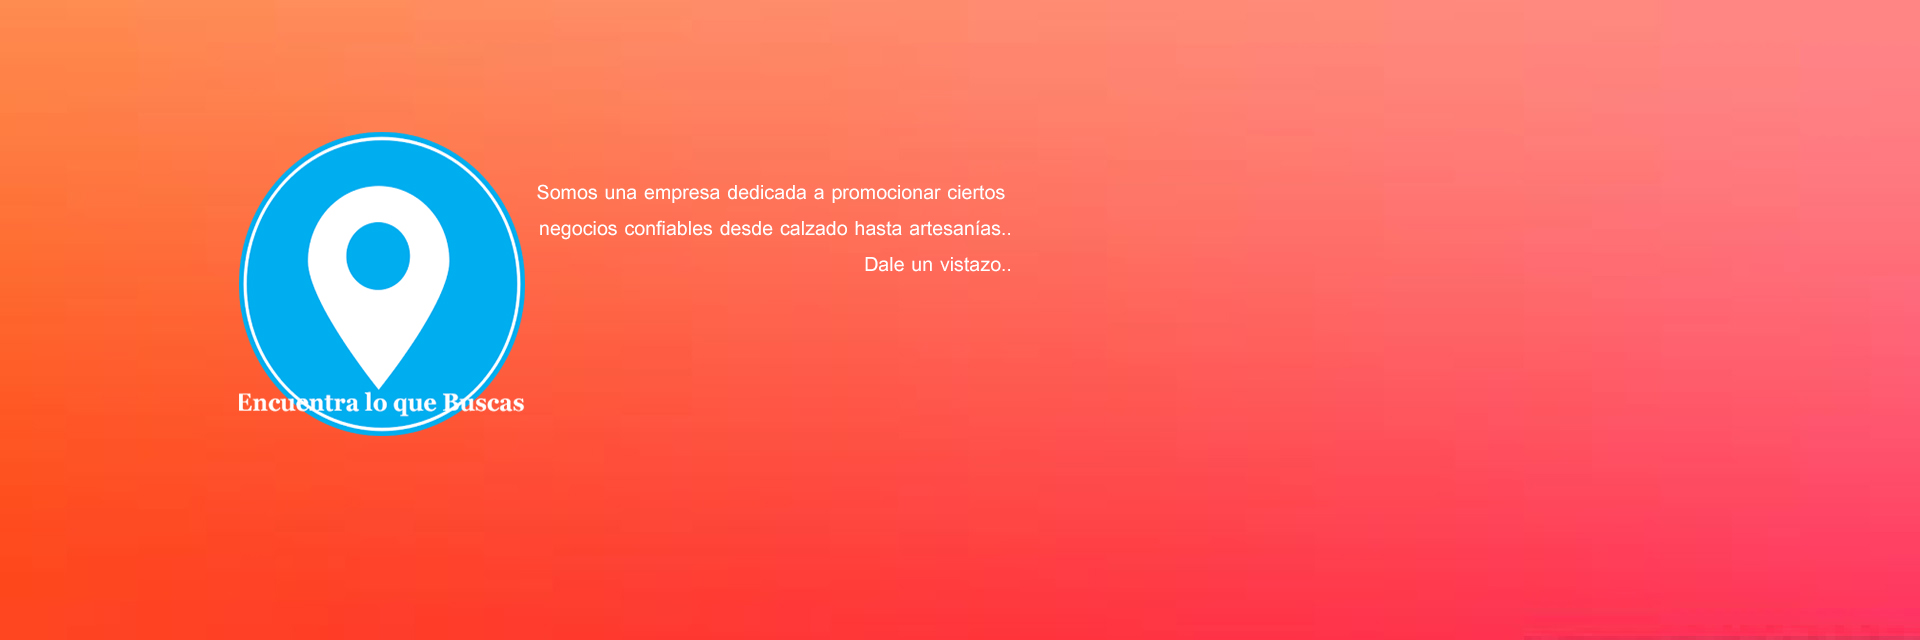 Somos una empresa dedicada a promocionar ciertos
negocios confiables desde calzado hasta artesanías..
Dale un vistazo..
Encuentra lo que Buscas